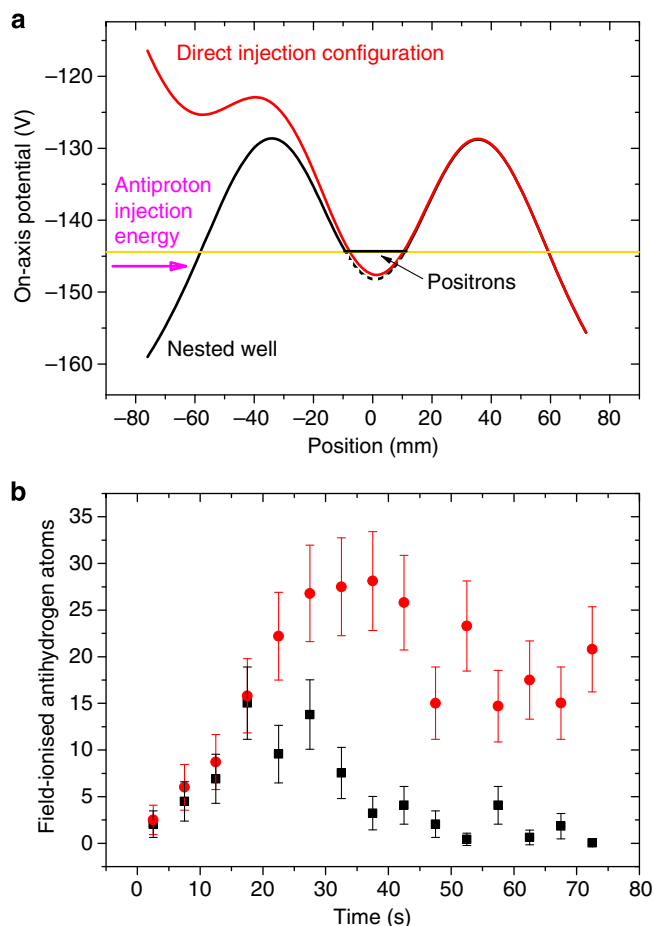 a
Direct injection configuration
Antiproton
injection
energy
Positrons
Nested well
On-axis potential (V)
−120
−130
−140
−150
−160
−80 −60 −40 −20 0 20 40 60 80
Position (mm)
b
Field-ionised antihydrogen atoms
35
30
25
20
15
10
5
0
0 10 20 30 40 50 60 70 80
Time (s)